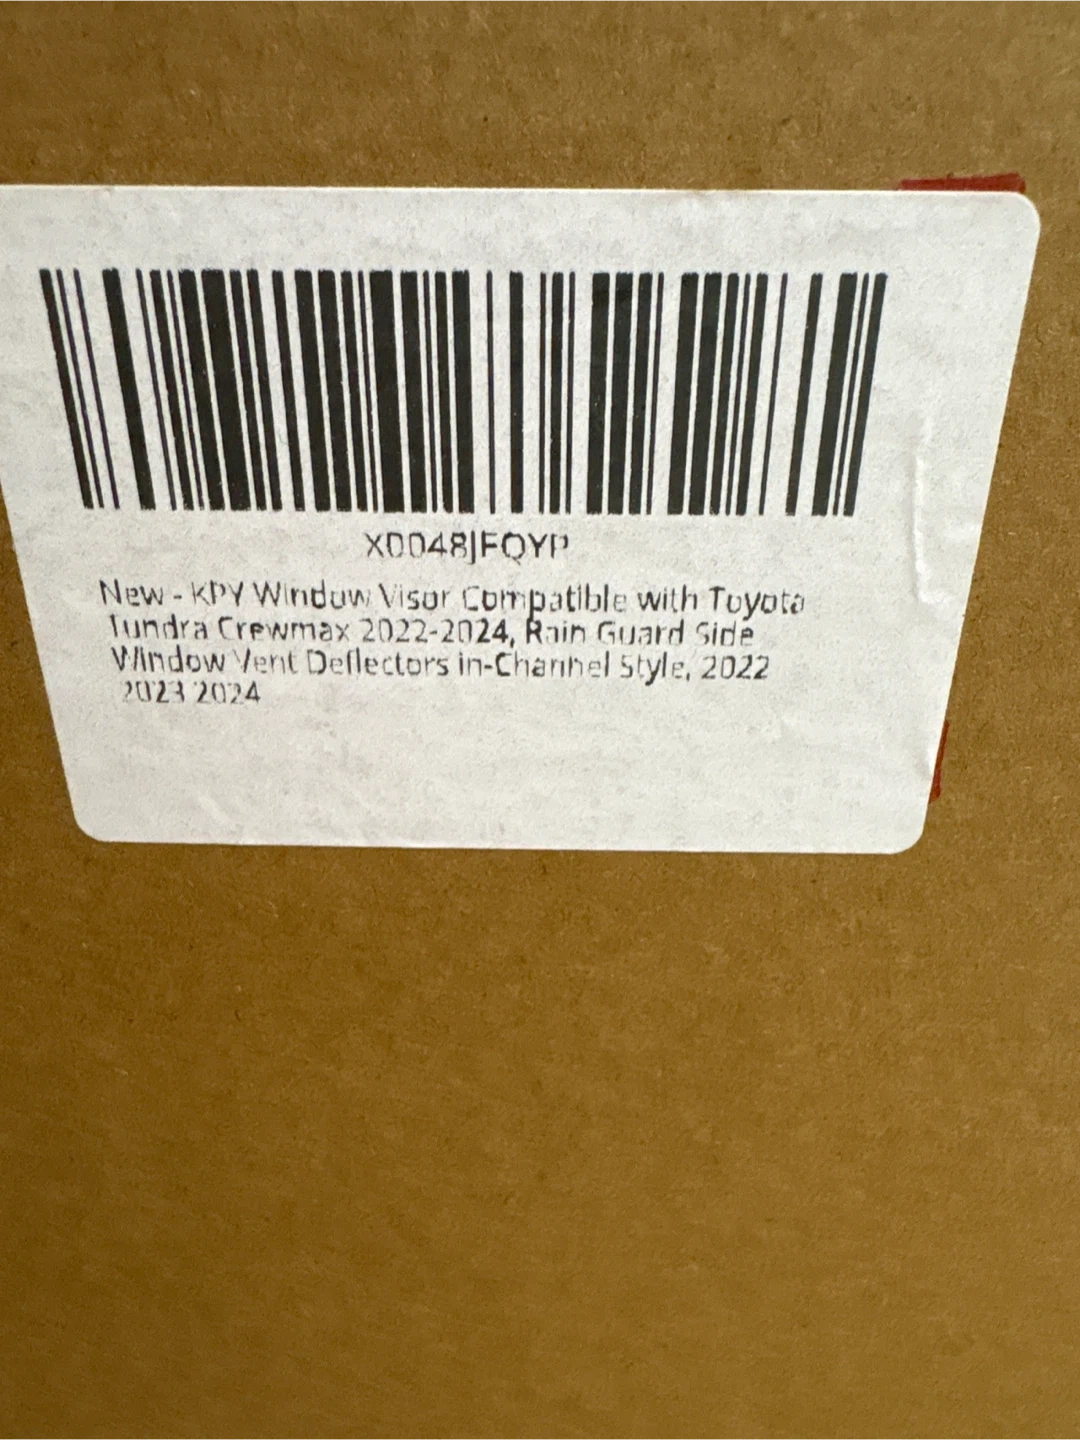 X0048JFQYP
New - KPY Window Visor Compatible with Toyota
Tundra Crewmax 2022-2024, Rain Guard Side
Window Vent Deflectors in-Channel Style, 2022
2023 2024